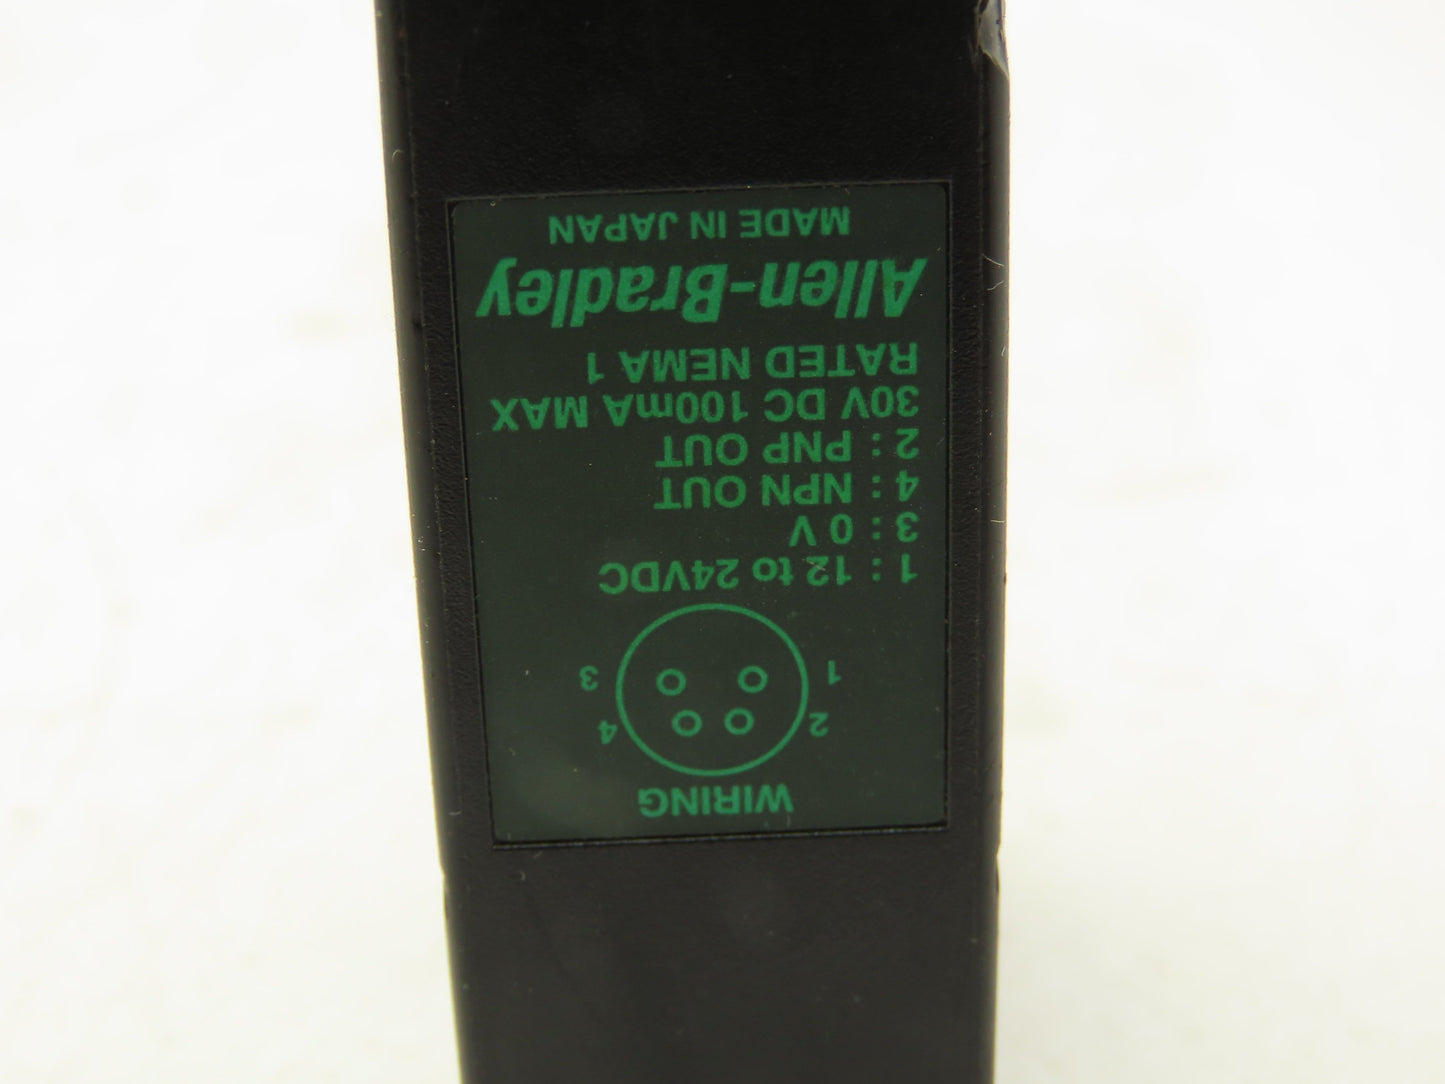 WIRING
2 4
1 3
1 : 12 to 24VDC
3 : 0 V
4 : NPN OUT
2 : PNP OUT
30V DC 100mA MAX
RATED NEMA 1
Allen-Bradley
MADE IN JAPAN